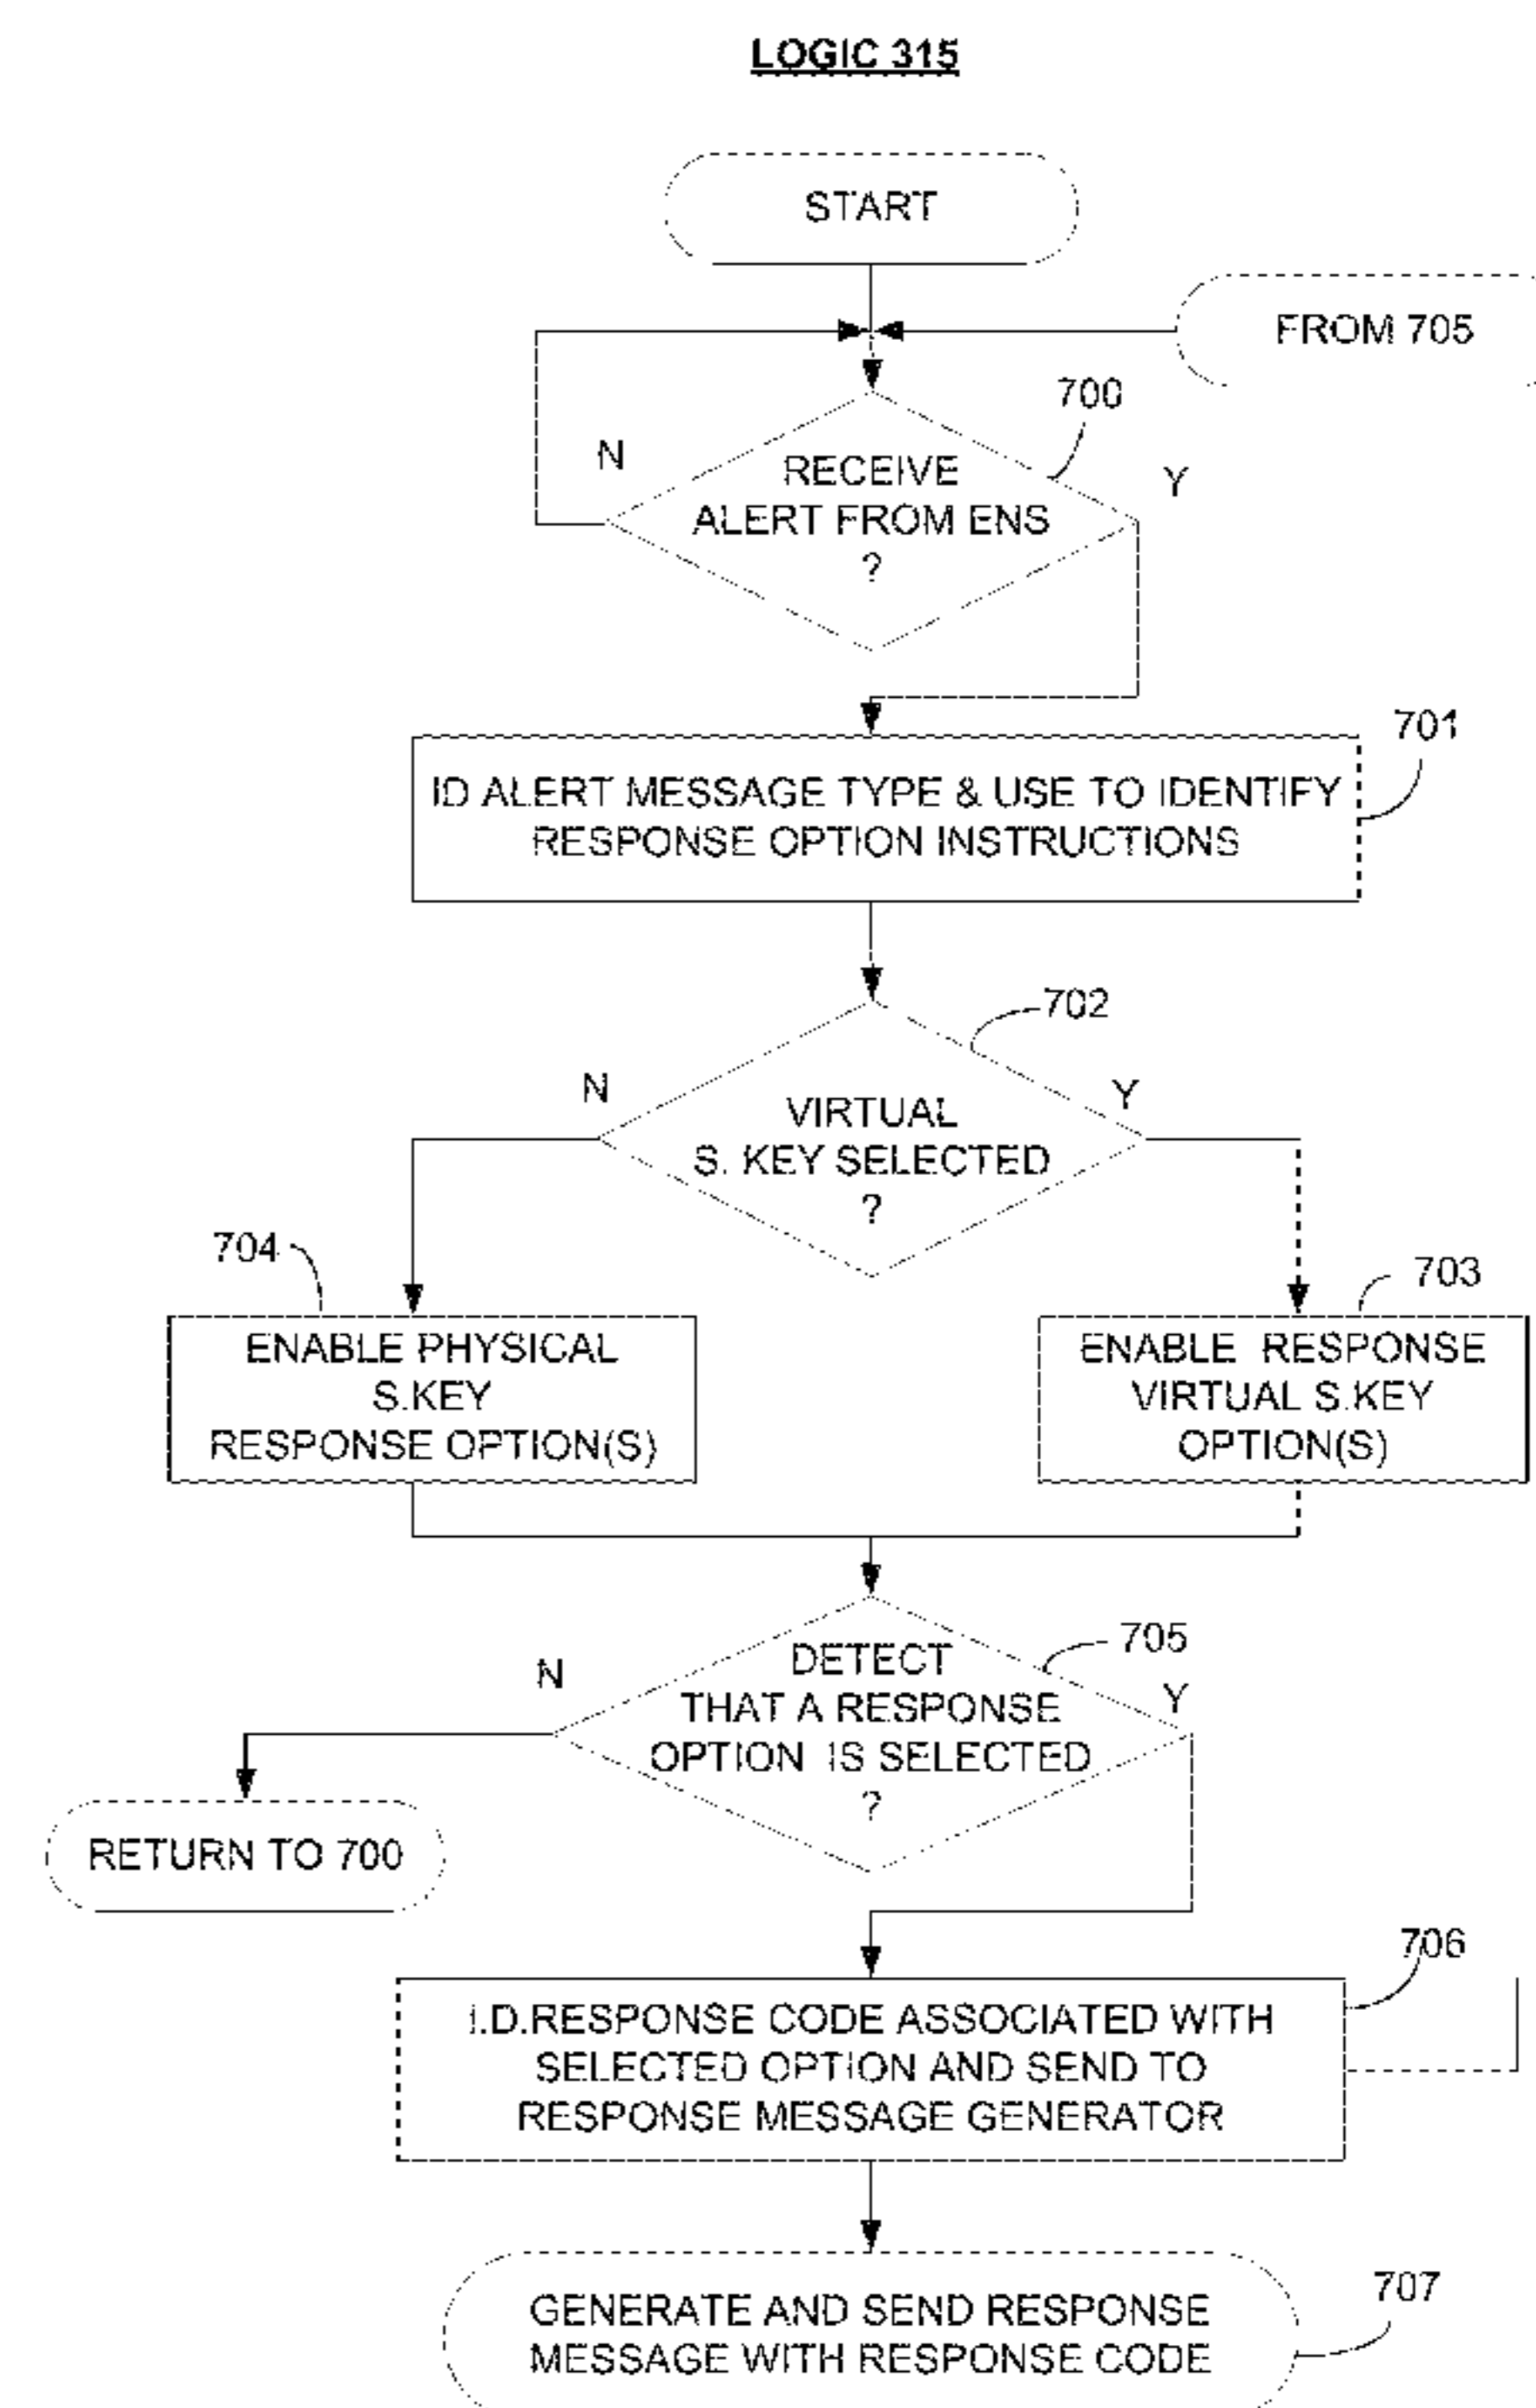 LOGIC 315
START
FROM 705
700
N
Y
RECEIVE
ALERT FROM ENS
?
701
ID ALERT MESSAGE TYPE & USE TO IDENTIFY
RESPONSE OPTION INSTRUCTIONS
702
N
Y
VIRTUAL
S. KEY SELECTED
?
704
703
ENABLE PHYSICAL
S.KEY
RESPONSE OPTION(S)
ENABLE RESPONSE
VIRTUAL S.KEY
OPTION(S)
705
N
Y
DETECT
THAT A RESPONSE
OPTION IS SELECTED
?
RETURN TO 700
706
I.D.RESPONSE CODE ASSOCIATED WITH
SELECTED OPTION AND SEND TO
RESPONSE MESSAGE GENERATOR
707
GENERATE AND SEND RESPONSE
MESSAGE WITH RESPONSE CODE